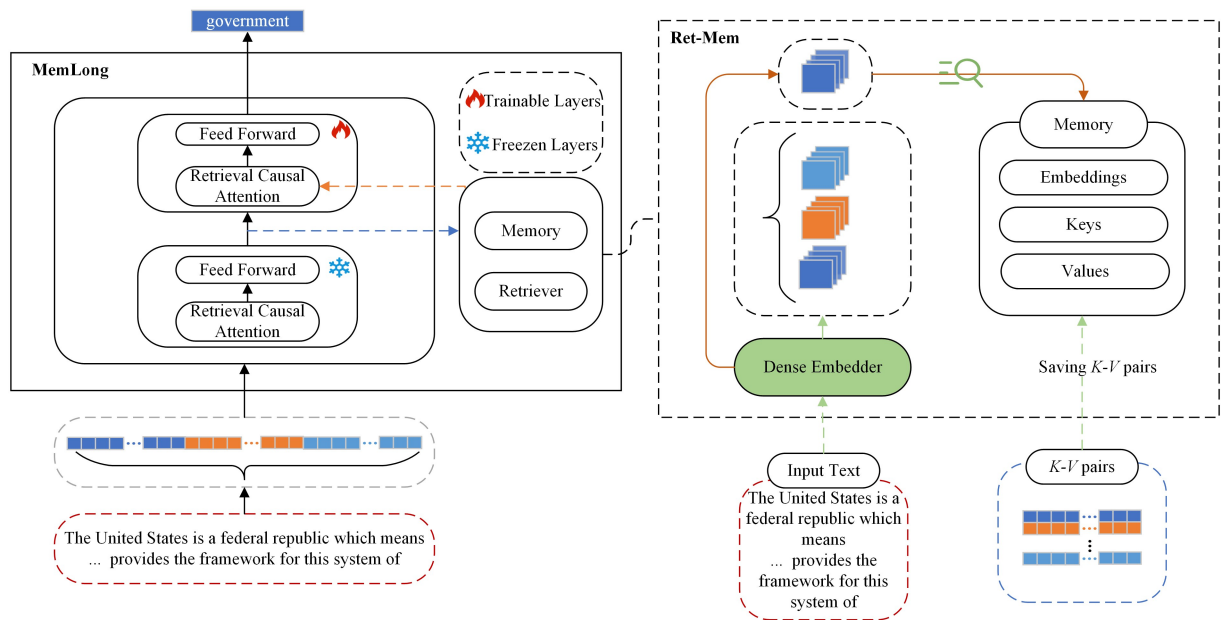 government
MemLong
Trainable Layers
Freezen Layers
Feed Forward
Retrieval Causal
Attention
Feed Forward
Retrieval Causal
Attention
Memory
Retriever
The United States is a federal republic which means
... provides the framework for this system of
Ret-Mem
Memory
Embeddings
Keys
Values
Dense Embedder
Saving K-V pairs
Input Text
The United States is a
federal republic which
means
... provides the
framework for this
system of
K-V pairs